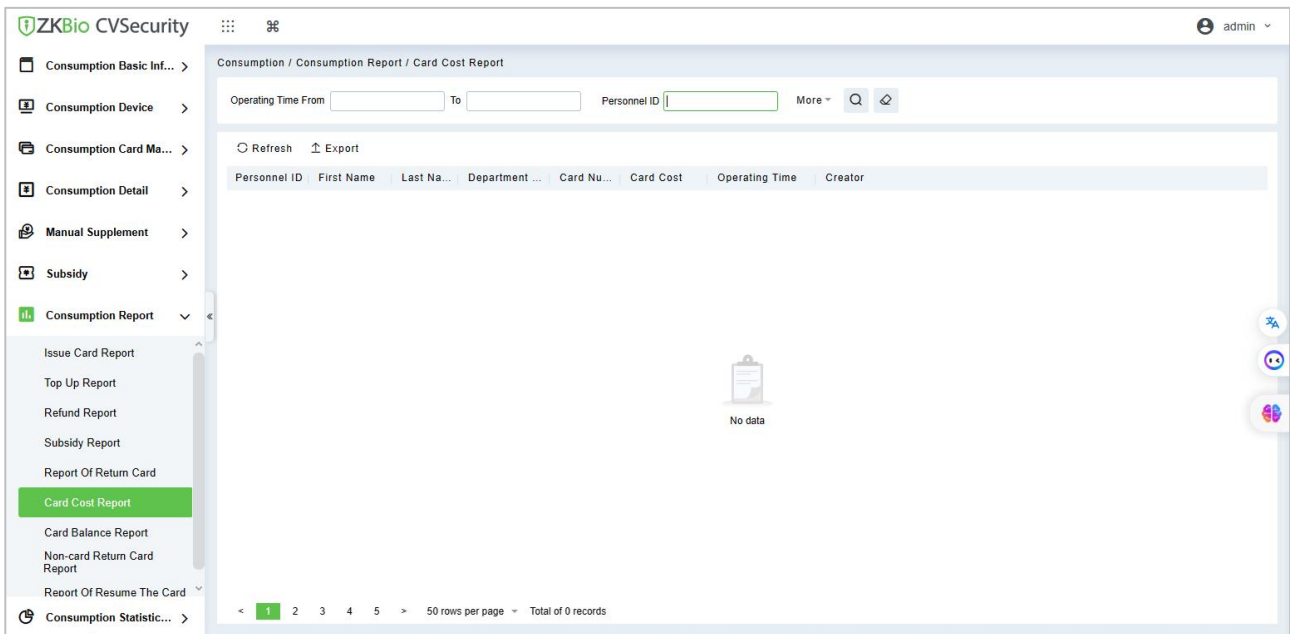 ZKBio CVSecurity
admin
Consumption Basic Inf...
Consumption Device
Consumption Card Ma...
Consumption Detail
Manual Supplement
Subsidy
Consumption Report
Issue Card Report
Top Up Report
Refund Report
Subsidy Report
Report Of Return Card
Card Cost Report
Card Balance Report
Non-card Return Card
Report
Report Of Resume The Card
Consumption Statistic...
Consumption / Consumption Report / Card Cost Report
Operating Time From To Personnel ID More
Refresh Export
Personnel ID First Name Last Na... Department ... Card Nu... Card Cost Operating Time Creator
No data
< 1 2 3 4 5 > 50 rows per page Total of 0 records